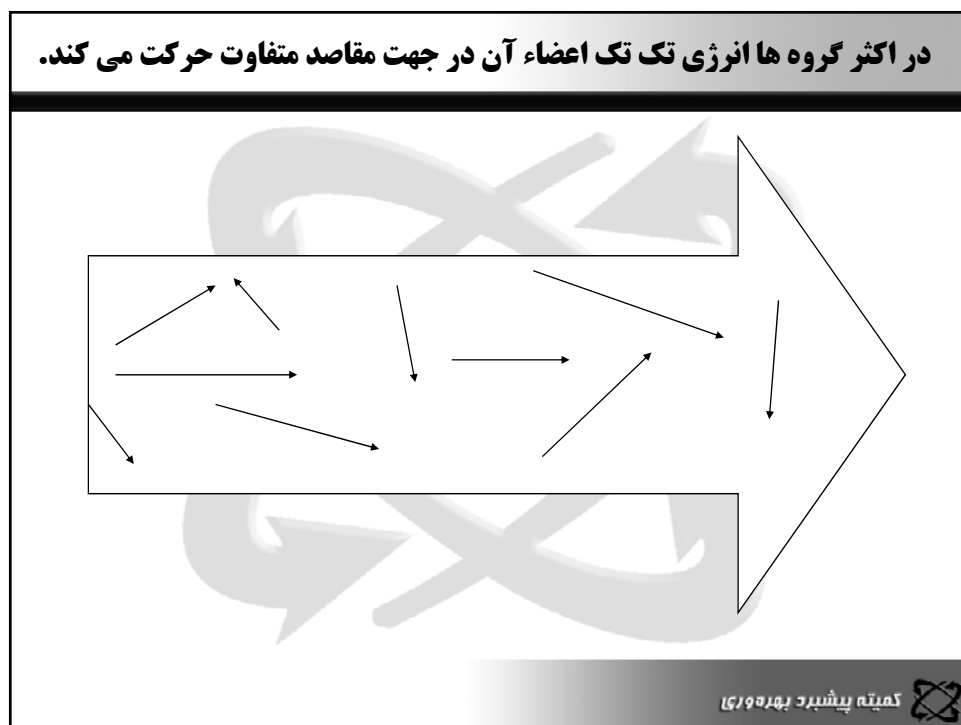 در اکثر گروه ها انرژی تک تک اعضاء آن در جهت مقاصد متفاوت حرکت می کند.
کمیته پیشبرد بهره‌وری